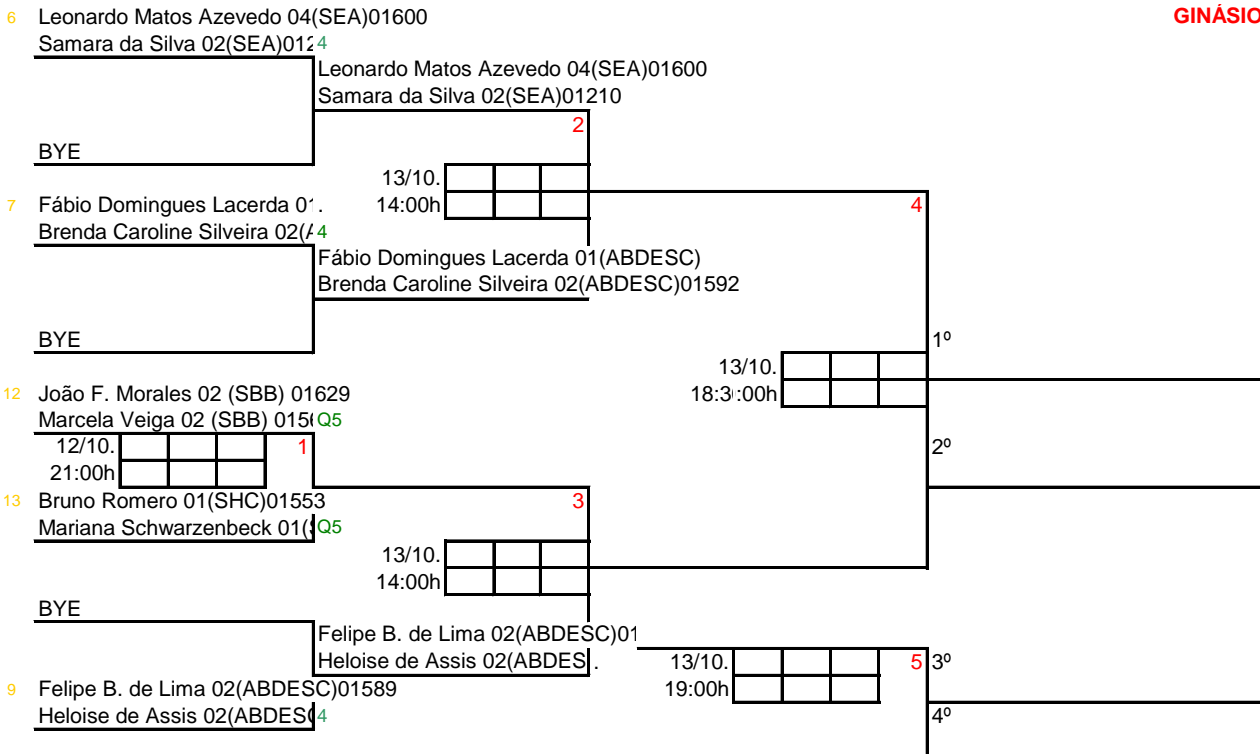 6 Leonardo Matos Azevedo 04(SEA)01600
GINÁSIO
Samara da Silva 02(SEA)012 4
Leonardo Matos Azevedo 04(SEA)01600
Samara da Silva 02(SEA)01210
2
BYE
13/10.
14:00h
7 Fábio Domingues Lacerda 01 .
4
Brenda Caroline Silveira 02(A 4
Fábio Domingues Lacerda 01(ABDESC)
Brenda Caroline Silveira 02(ABDESC)01592
BYE
1º
13/10.
18:30:00h
12 João F. Morales 02 (SBB) 01629
Marcela Veiga 02 (SBB) 0156 Q5
12/10.
1
2º
21:00h
13 Bruno Romero 01(SHC)01553
3
Mariana Schwarzenbeck 01(S Q5
13/10.
14:00h
BYE
Felipe B. de Lima 02(ABDESC)01
Heloise de Assis 02(ABDES .
13/10.
5 3º
19:00h
9 Felipe B. de Lima 02(ABDESC)01589
Heloise de Assis 02(ABDESC 4
4º